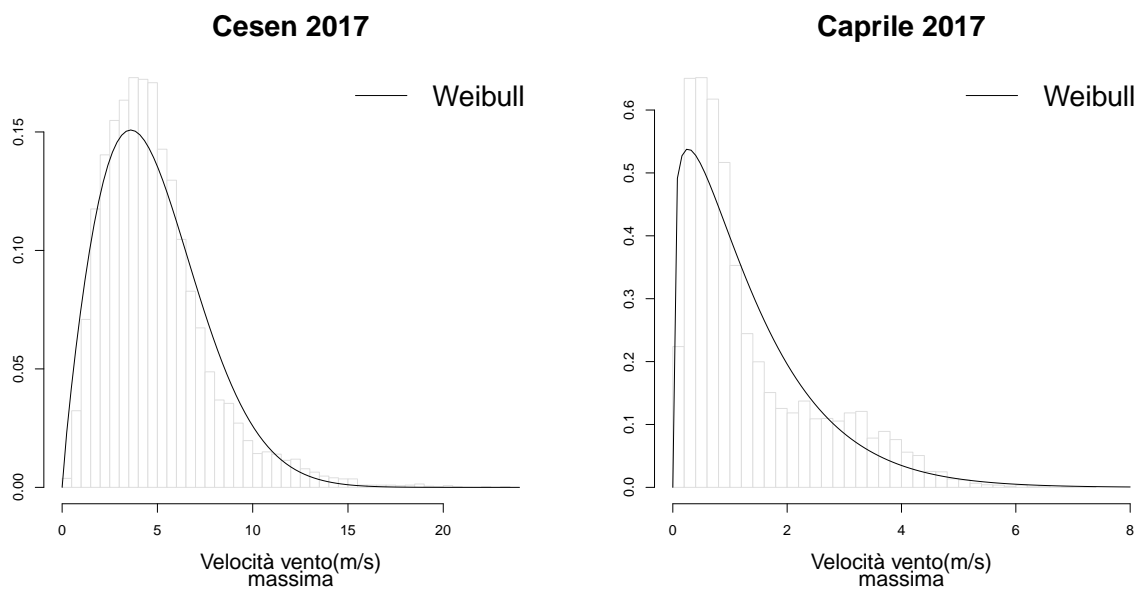 Cesen 2017
Weibull
0.00
0.05
0.10
0.15
0
5
10
15
20
Velocità vento(m/s)
massima
Caprile 2017
Weibull
0.0
0.1
0.2
0.3
0.4
0.5
0.6
0
2
4
6
8
Velocità vento(m/s)
massima